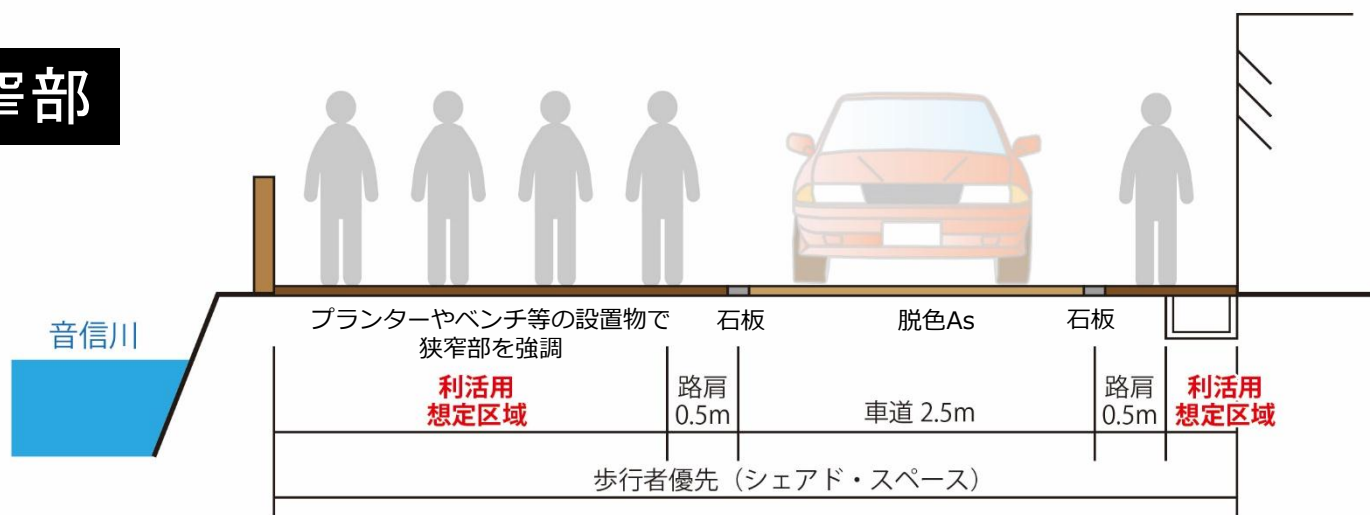 窄部
音信川
プランターやベンチ等の設置物で
狭窄部を強調
石板
脱色As
石板
利活用
想定区域
路肩
0.5m
車道 2.5m
路肩
0.5m
利活用
想定区域
歩行者優先（シェアド・スペース）